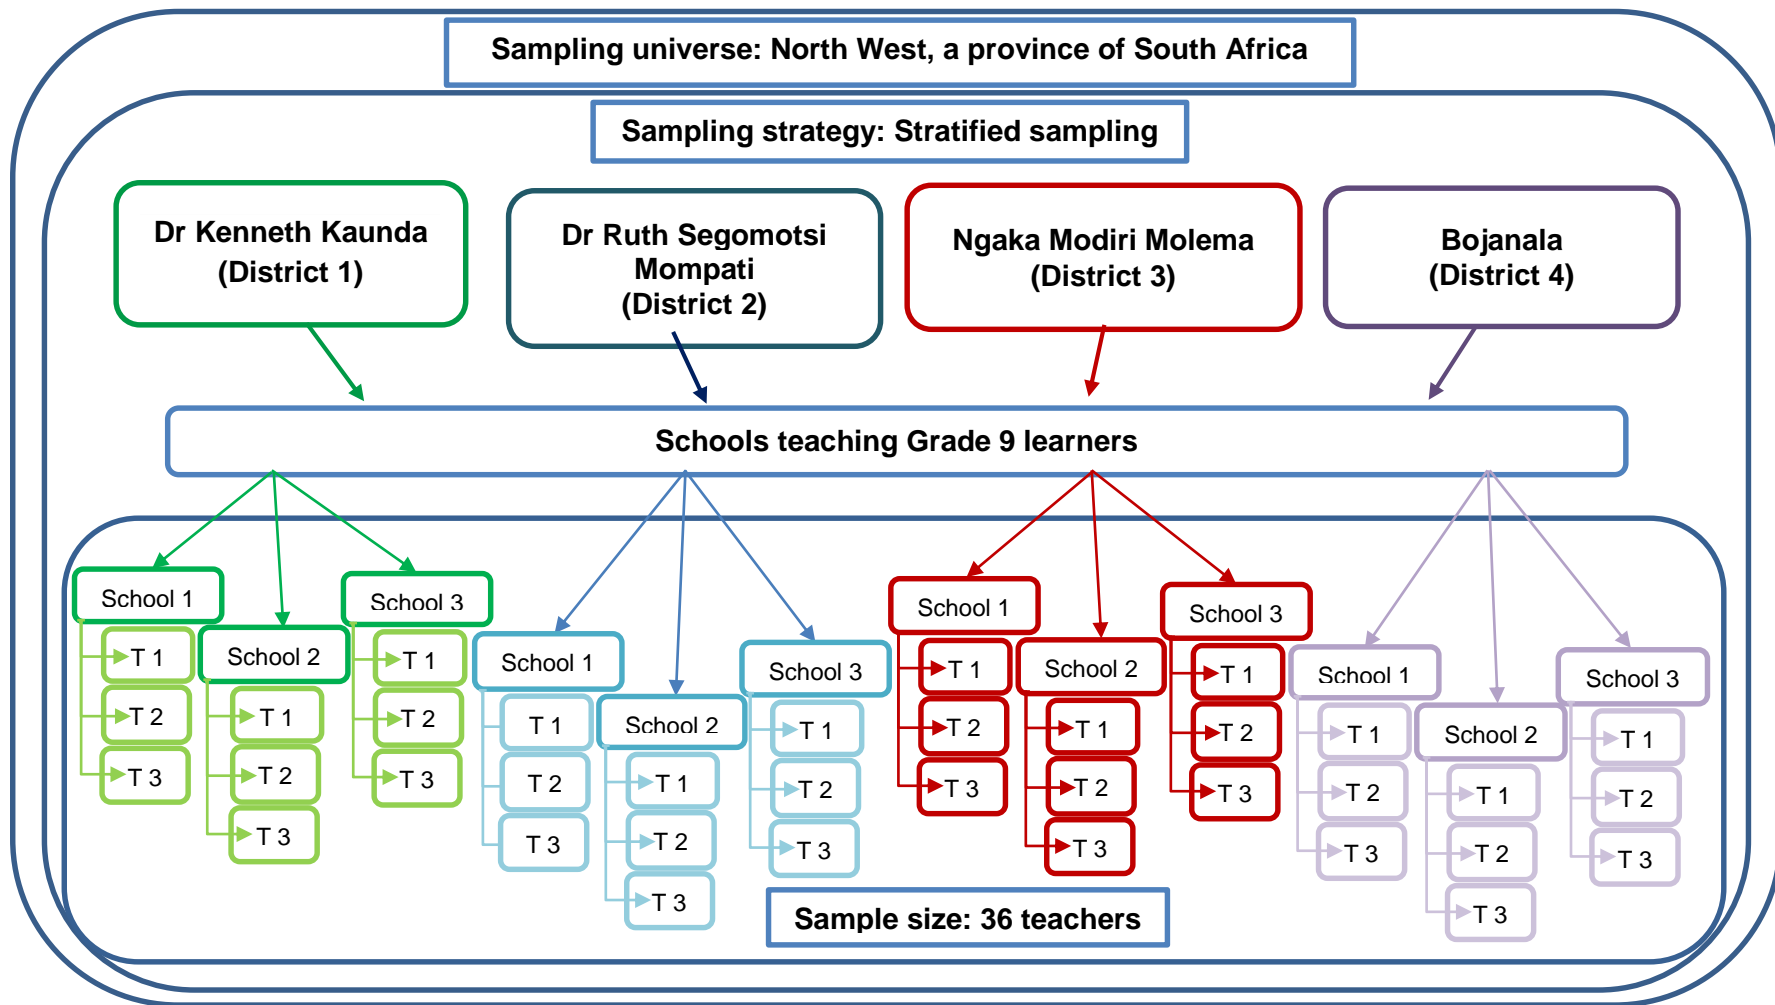 Sampling universe: North West, a province of South Africa
Sampling strategy: Stratified sampling
Dr Kenneth Kaunda
(District 1)
Dr Ruth Segomotsi
Mompati
(District 2)
Ngaka Modiri Molema
(District 3)
Bojanala
(District 4)
Schools teaching Grade 9 learners
School 1
T 1
T 2
T 3
School 2
T 1
T 2
T 3
School 3
T 1
T 2
T 3
School 1
T 1
T 2
T 3
School 2
T 1
T 2
T 3
School 3
T 1
T 2
T 3
School 1
T 1
T 2
T 3
School 2
T 1
T 2
T 3
School 3
T 1
T 2
T 3
School 1
T 1
T 2
T 3
School 2
T 1
T 2
T 3
School 3
T 1
T 2
T 3
Sample size: 36 teachers